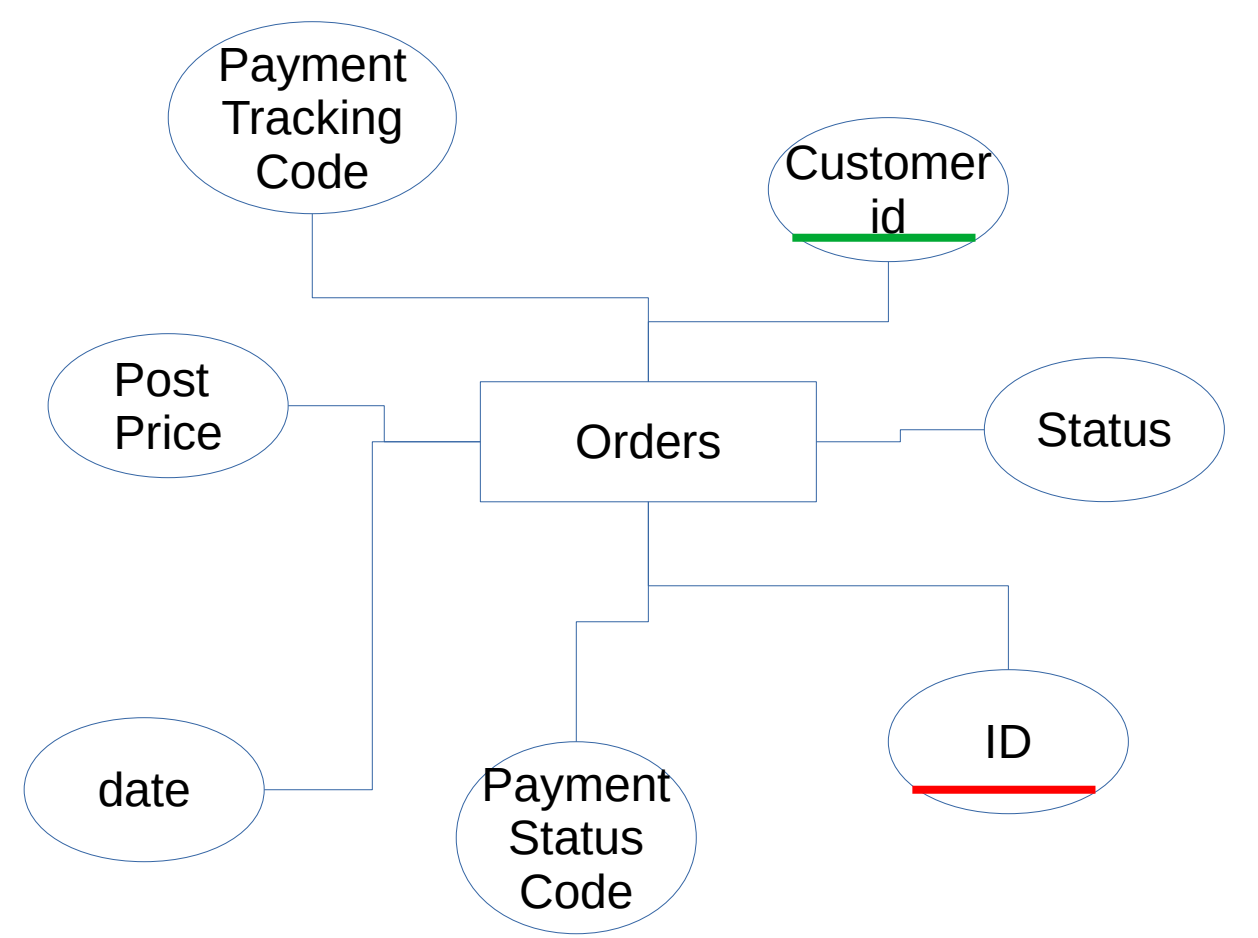 Payment
Tracking
Code
Customer
id
Post
Price
Orders
Status
ID
date
Payment
Status
Code